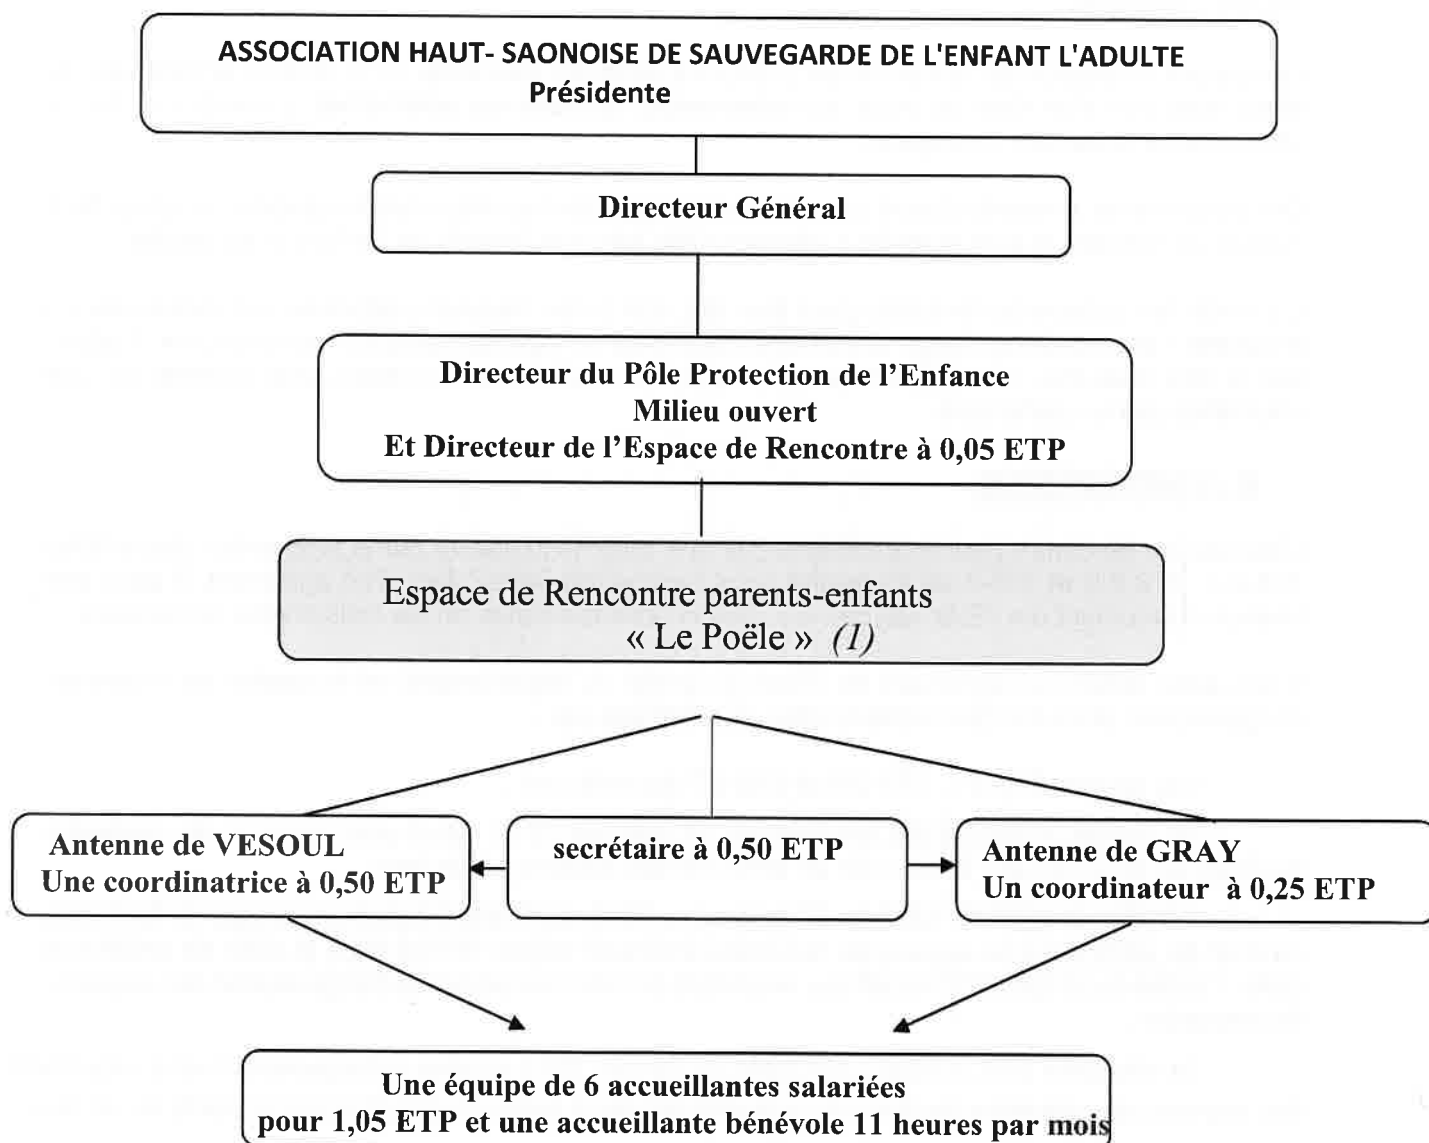 ASSOCIATION HAUT- SAONOISE DE SAUVEGARDE DE L'ENFANT L'ADULTE
Présidente
Directeur Général
Directeur du Pôle Protection de l’Enfance
Milieu ouvert
Et Directeur de l’Espace de Rencontre à 0,05 ETP
Espace de Rencontre parents-enfants
« Le Poële » (1)
Antenne de VESOUL
Une coordinatrice à 0,50 ETP
secrétaire à 0,50 ETP
Antenne de GRAY
Un coordinateur à 0,25 ETP
Une équipe de 6 accueillantes salariées
pour 1,05 ETP et une accueillante bénévole 11 heures par mois